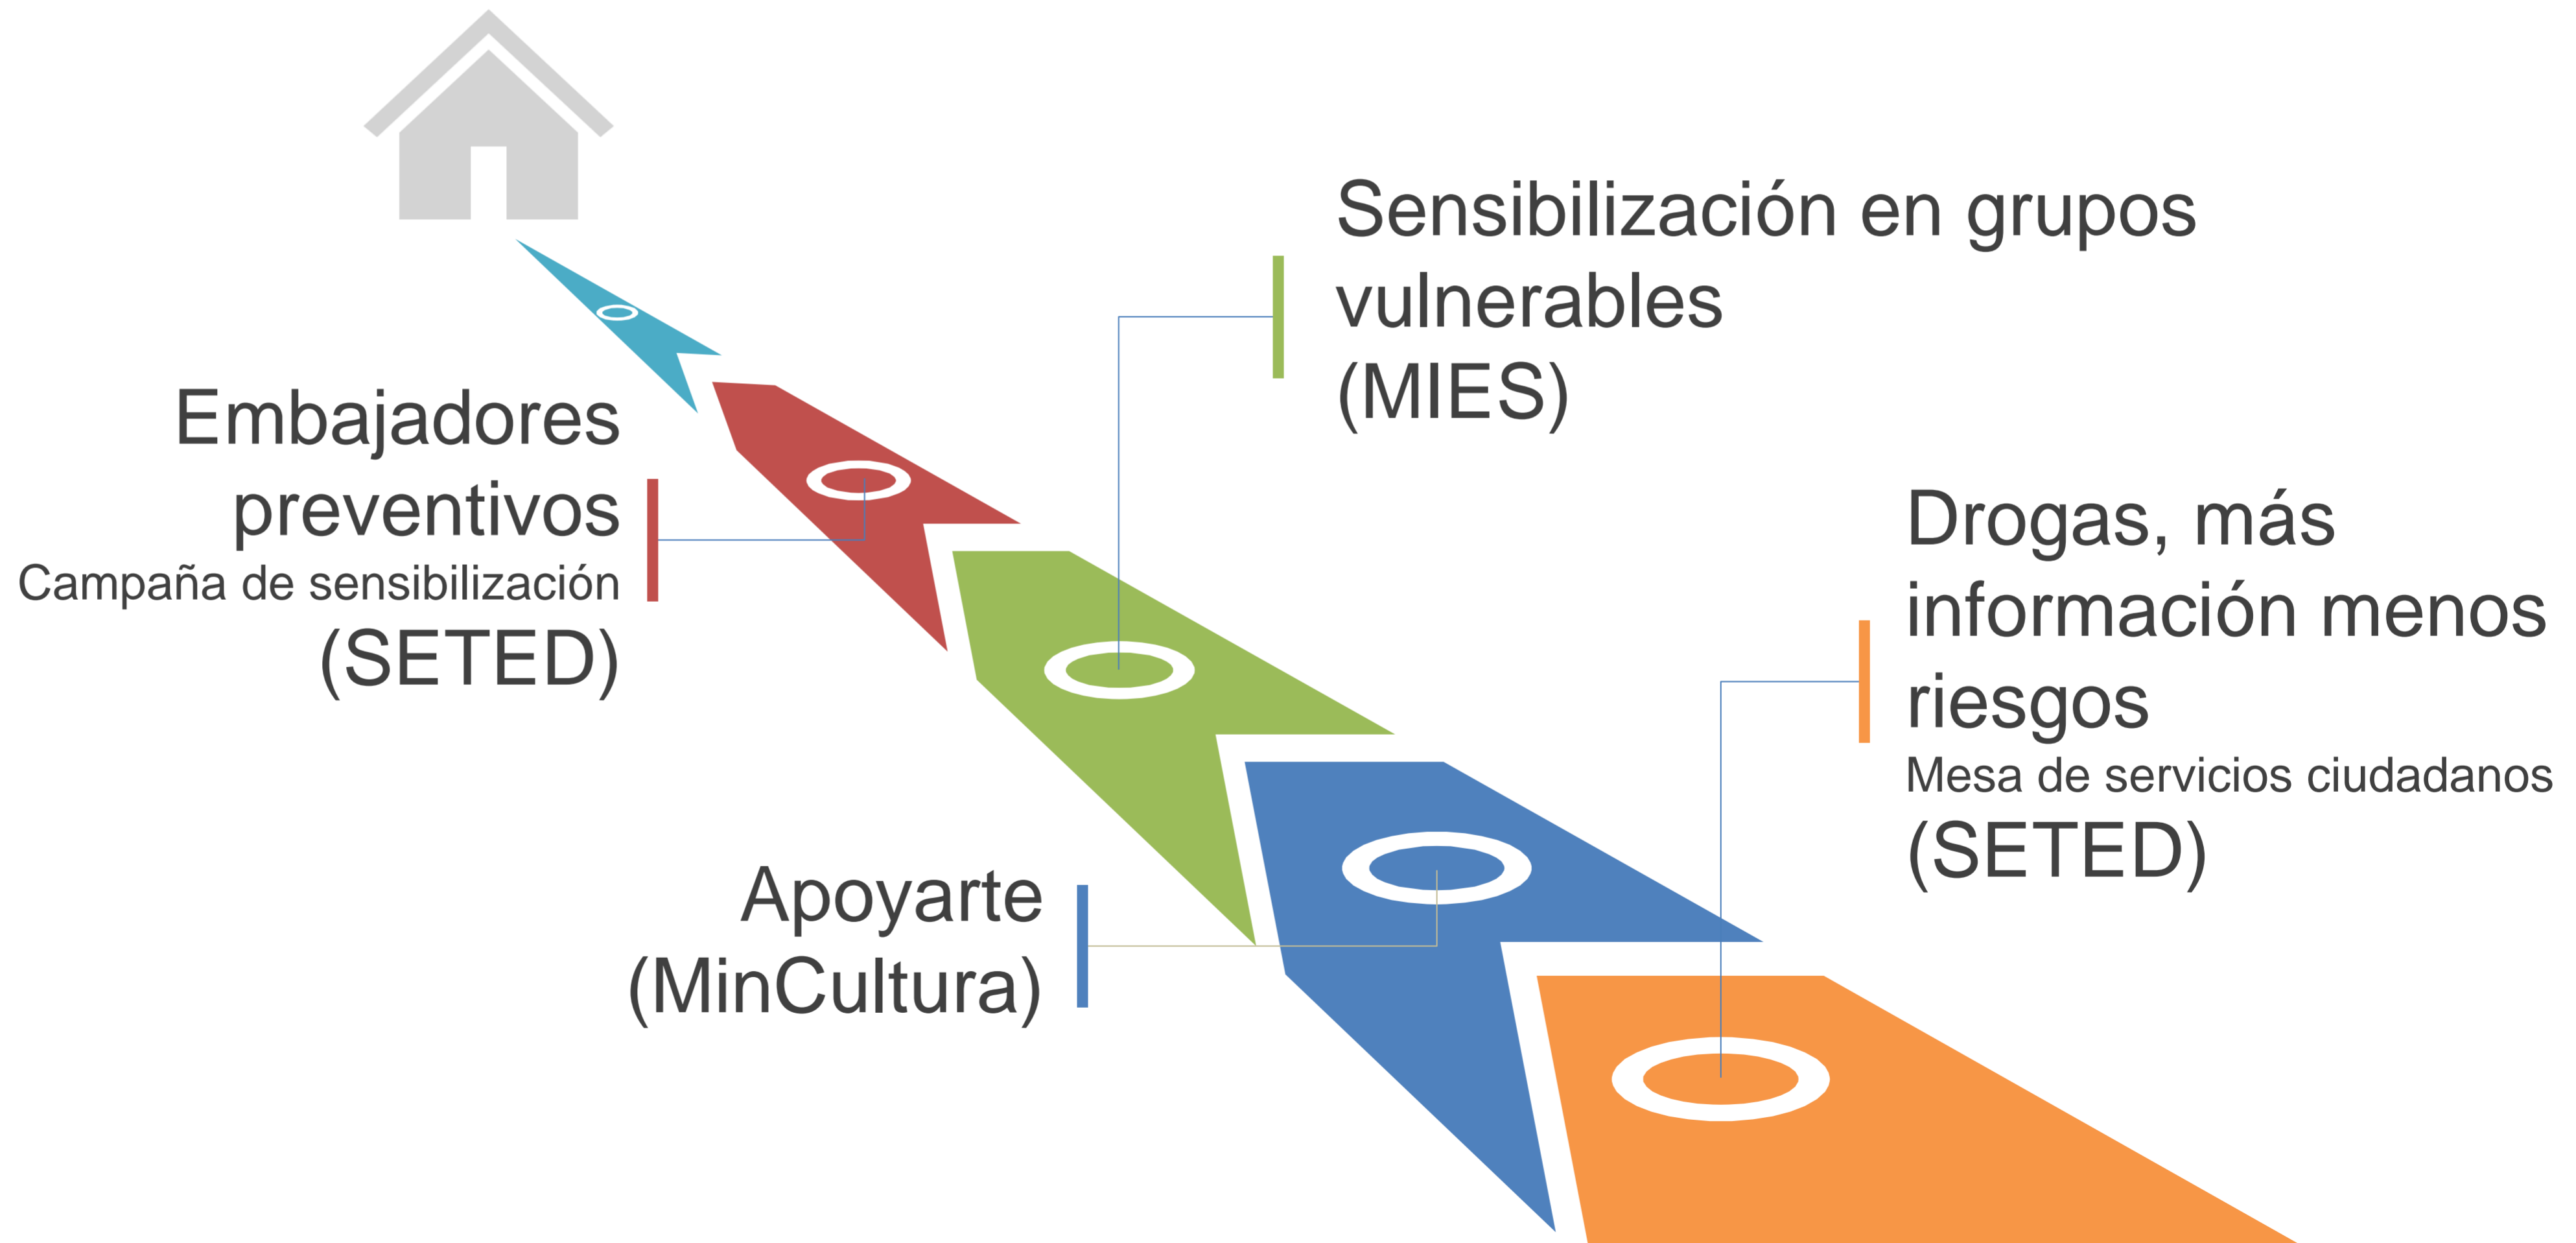 Sensibilización en grupos
vulnerables
(MIES)
Embajadores
preventivos
Campaña de sensibilización
(SETED)
Drogas, más
información menos
riesgos
Mesa de servicios ciudadanos
(SETED)
Apoyarte
(MinCultura)